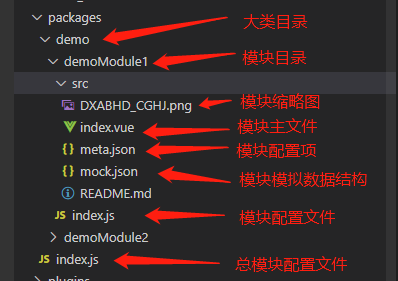 packages
demo 大类目录
demoModule1 模块目录
src
DXABHD_CGHJ.png 模块缩略图
index.vue 模块主文件
{ } meta.json 模块配置项
{ } mock.json 模块模拟数据结构
README.md
JS index.js 模块配置文件
demoModule2
JS index.js 总模块配置文件
plugins